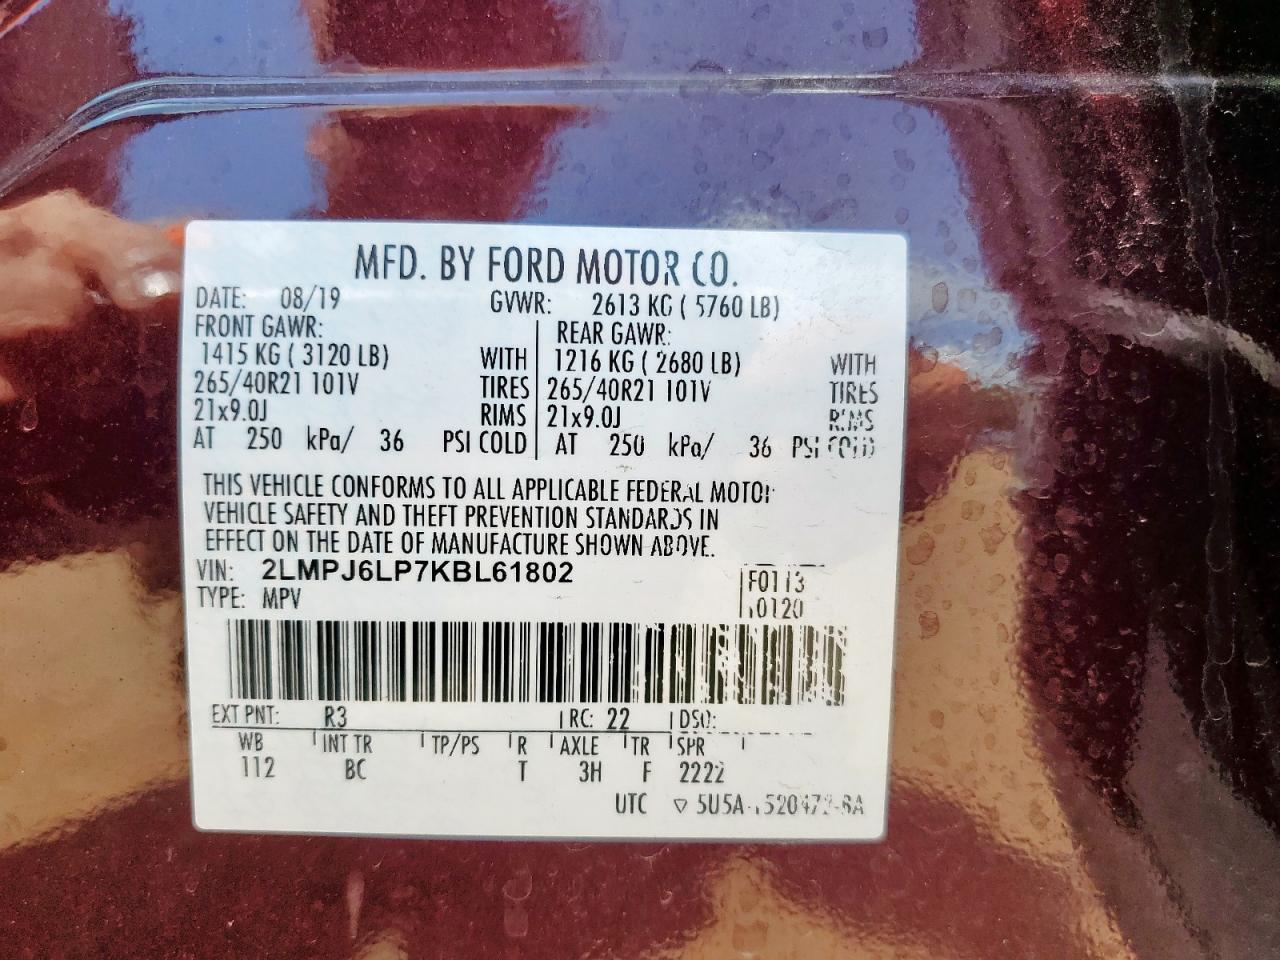 MFD. BY FORD MOTOR CO.
DATE: 08/19 GVWR: 2613 KG ( 5760 LB)
FRONT GAWR: REAR GAWR:
1415 KG ( 3120 LB) WITH 1216 KG ( 2680 LB) WITH
265/40R21 101V TIRES 265/40R21 101V TIRES
21x9.0J RIMS 21x9.0J RIMS
AT 250 kPa/ 36 PSI COLD AT 250 kPa/ 36 PSI COLD
THIS VEHICLE CONFORMS TO ALL APPLICABLE FEDERAL MOTOR
VEHICLE SAFETY AND THEFT PREVENTION STANDARDS IN
EFFECT ON THE DATE OF MANUFACTURE SHOWN ABOVE.
VIN: 2LMPJ6LP7KBL61802
F0113
TYPE: MPV
EXT PNT: R3 RC: 22 DSO:
WB INT TR TP/PS R AXLE TR SPR
112 BC T 3H F 2222
UTC ▽